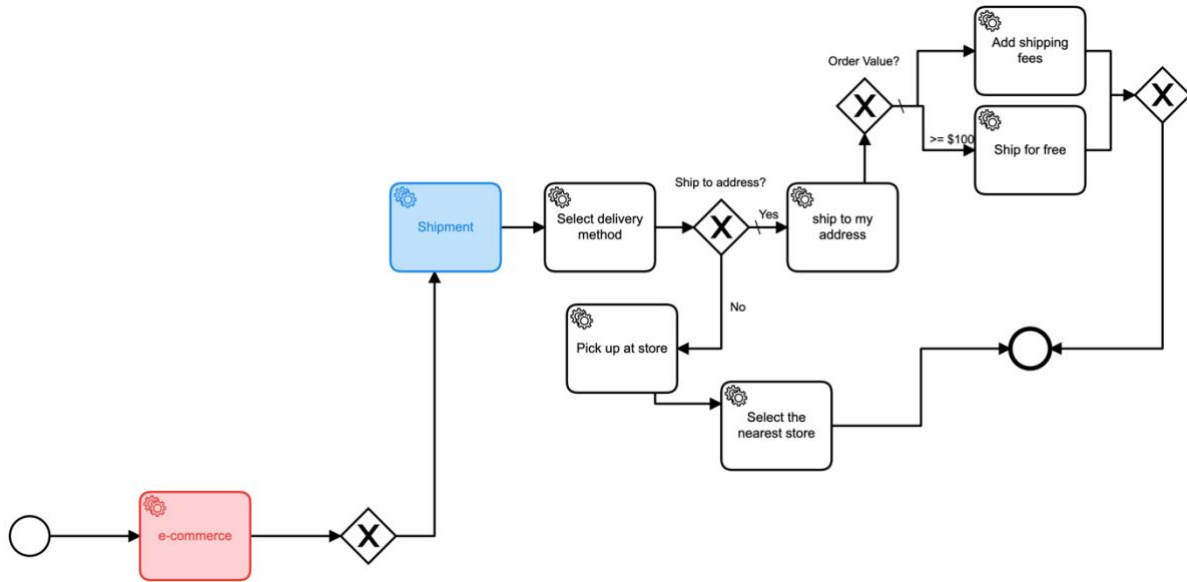 Add shipping
fees
Order Value?
>= $100
Ship for free
Ship to address?
Shipment
Select delivery
method
Yes
ship to my
address
No
Pick up at store
Select the
nearest store
e-commerce